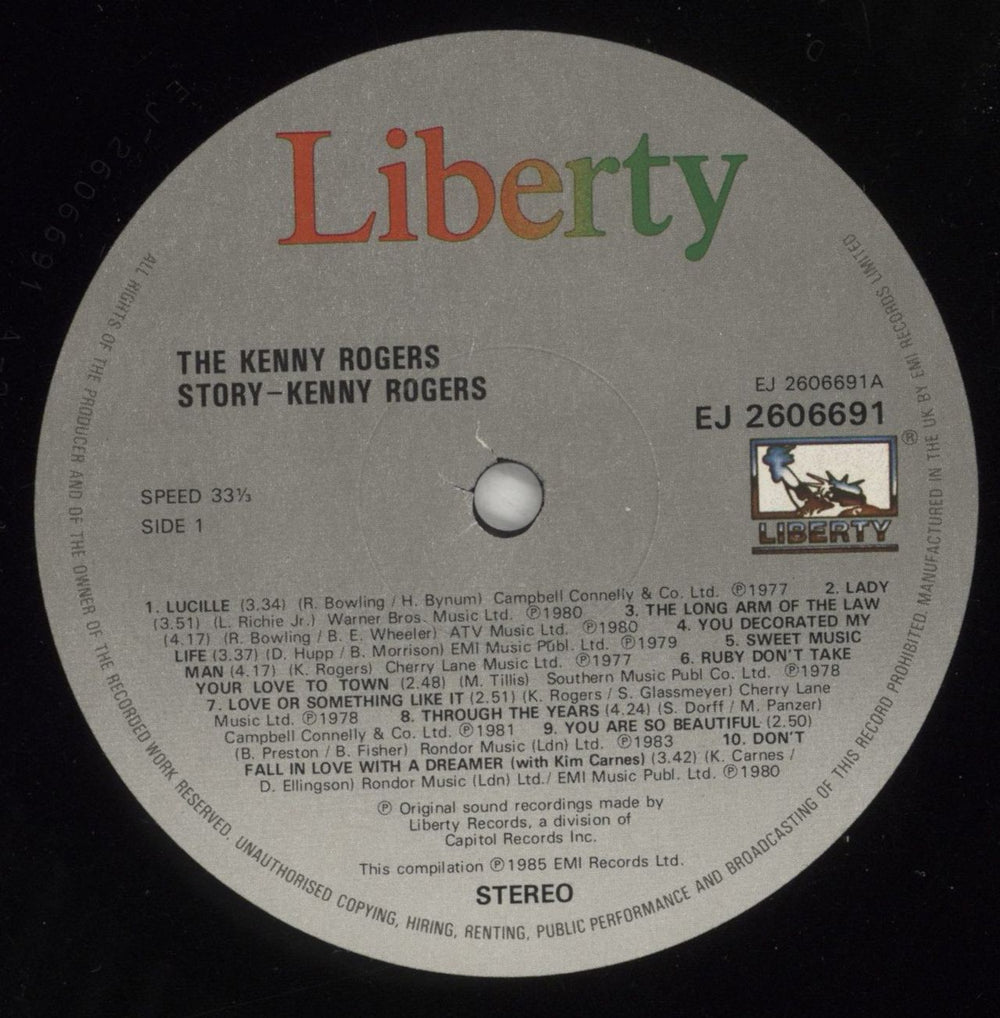 Liberty
THE KENNY ROGERS
STORY–KENNY ROGERS
EJ 2606691A
EJ 2606691
®
LIBERTY
SPEED 33⅓
SIDE 1
1. LUCILLE (3.34) (R. Bowling / H. Bynum) Campbell Connelly & Co. Ltd. ℗1977 2. LADY
(3.51) (L. Richie Jr.) Warner Bros. Music Ltd. ℗1980 3. THE LONG ARM OF THE LAW
(4.17) (R. Bowling / B. E. Wheeler) ATV Music Ltd. ℗1980 4. YOU DECORATED MY
LIFE (3.37) (D. Hupp / B. Morrison) EMI Music Publ. Ltd. ℗1979 5. SWEET MUSIC
MAN (4.17) (K. Rogers) Cherry Lane Music Ltd. ℗1977 6. RUBY DON'T TAKE
YOUR LOVE TO TOWN (2.48) (M. Tillis) Southern Music Publ Co. Ltd. ℗1978
7. LOVE OR SOMETHING LIKE IT (2.51) (K. Rogers / S. Glassmeyer) Cherry Lane
Music Ltd. ℗1978 8. THROUGH THE YEARS (4.24) (S. Dorff / M. Panzer)
Campbell Connelly & Co. Ltd. ℗1981 9. YOU ARE SO BEAUTIFUL (2.50)
(B. Preston / B. Fisher) Rondor Music (Ldn) Ltd. ℗1983 10. DON'T
FALL IN LOVE WITH A DREAMER (with Kim Carnes) (3.42) (K. Carnes /
D. Ellingson) Rondor Music (Ldn) Ltd./ EMI Music Publ. Ltd. ℗1980
℗ Original sound recordings made by
Liberty Records, a division of
Capitol Records Inc.
This compilation ℗1985 EMI Records Ltd.
STEREO
ALL RIGHTS OF THE PRODUCER AND OF THE OWNER OF THE RECORDED WORK RESERVED. UNAUTHORISED COPYING, HIRING, RENTING, PUBLIC PERFORMANCE AND BROADCASTING OF THIS RECORD PROHIBITED. MANUFACTURED IN THE UK BY EMI RECORDS LIMITED
EJ-2606691